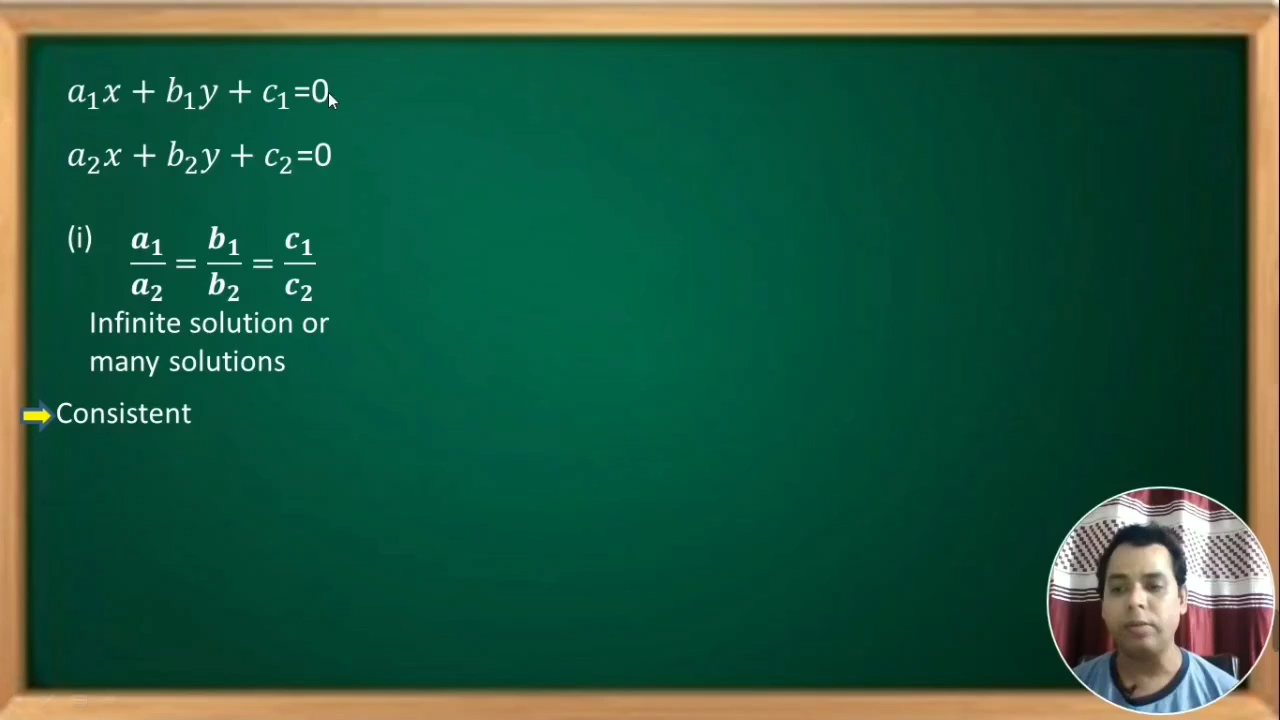 a₁x + b₁y + c₁=0
a₂x + b₂y + c₂=0
(i) a₁/a₂ = b₁/b₂ = c₁/c₂
Infinite solution or
many solutions
Consistent